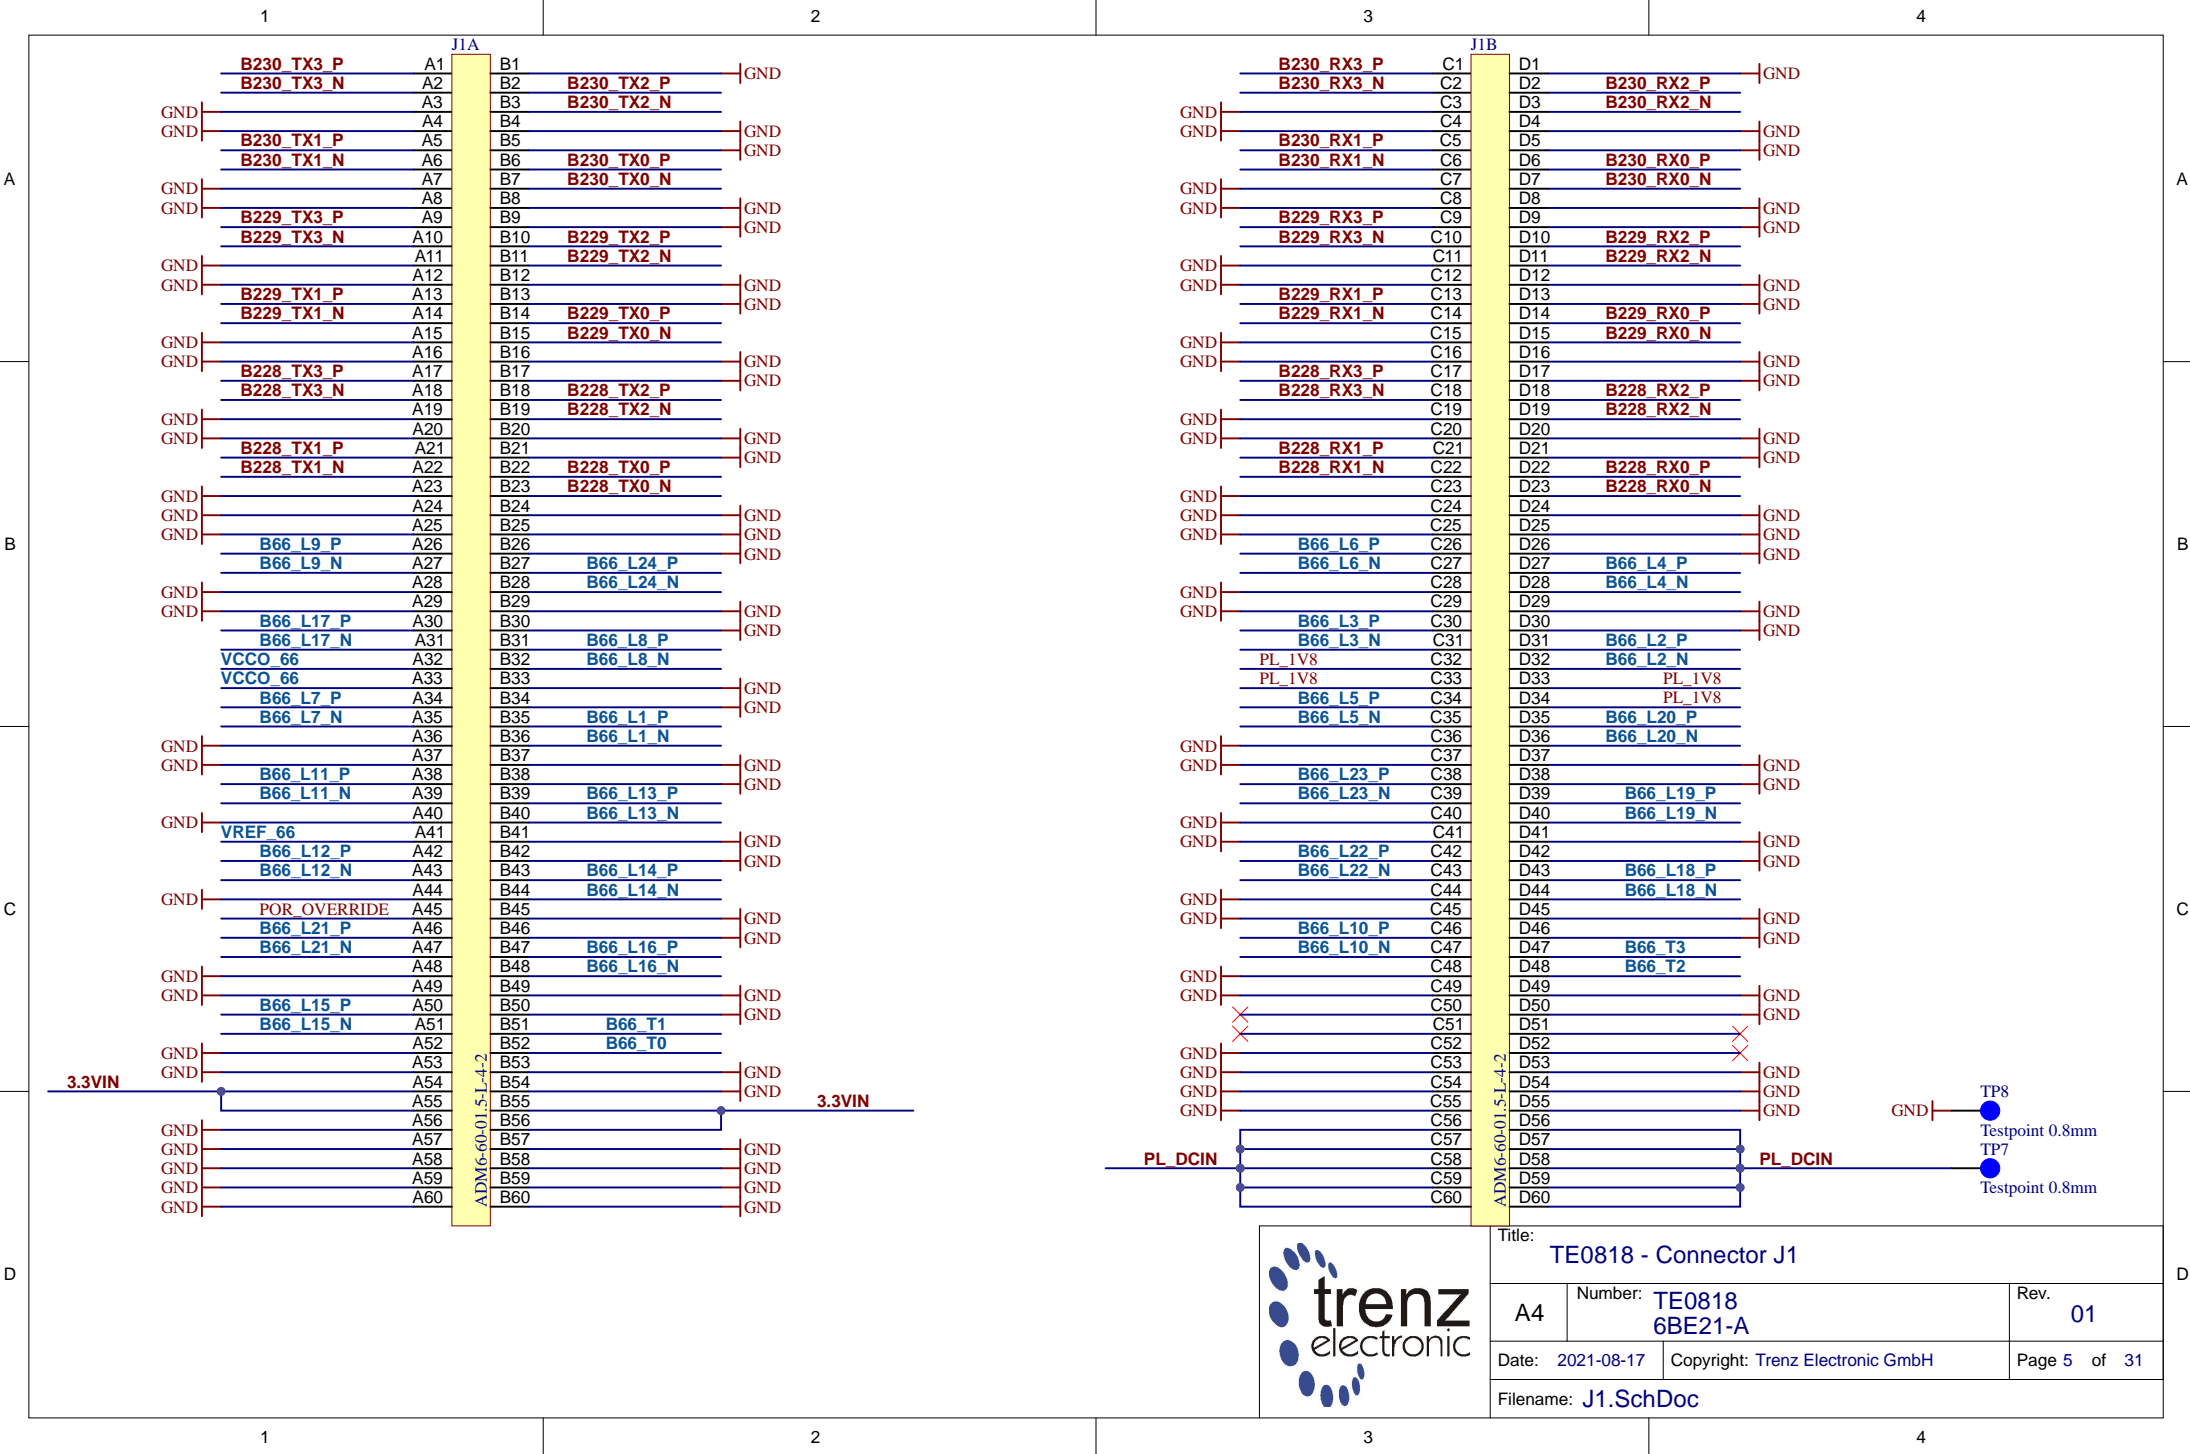 1 2 3 4
J1A J1B
B230_TX3_P A1 B1 GND B230_RX3_P C1 D1 GND
B230_TX3_N A2 B2 B230_TX2_P B230_RX3_N C2 D2 B230_RX2_P
GND A3 B3 B230_TX2_N GND C3 D3 B230_RX2_N
GND A4 B4 GND GND C4 D4 GND
B230_TX1_P A5 B5 GND B230_RX1_P C5 D5 GND
B230_TX1_N A6 B6 B230_TX0_P B230_RX1_N C6 D6 B230_RX0_P
A GND A7 B7 B230_TX0_N GND C7 D7 B230_RX0_N A
GND A8 B8 GND GND C8 D8 GND
B229_TX3_P A9 B9 GND B229_RX3_P C9 D9 GND
B229_TX3_N A10 B10 B229_TX2_P B229_RX3_N C10 D10 B229_RX2_P
GND A11 B11 B229_TX2_N GND C11 D11 B229_RX2_N
GND A12 B12 GND GND C12 D12 GND
B229_TX1_P A13 B13 GND B229_RX1_P C13 D13 GND
B229_TX1_N A14 B14 B229_TX0_P B229_RX1_N C14 D14 B229_RX0_P
GND A15 B15 B229_TX0_N GND C15 D15 B229_RX0_N
GND A16 B16 GND GND C16 D16 GND
B228_TX3_P A17 B17 GND B228_RX3_P C17 D17 GND
B228_TX3_N A18 B18 B228_TX2_P B228_RX3_N C18 D18 B228_RX2_P
GND A19 B19 B228_TX2_N GND C19 D19 B228_RX2_N
GND A20 B20 GND GND C20 D20 GND
B228_TX1_P A21 B21 GND B228_RX1_P C21 D21 GND
B228_TX1_N A22 B22 B228_TX0_P B228_RX1_N C22 D22 B228_RX0_P
GND A23 B23 B228_TX0_N GND C23 D23 B228_RX0_N
GND A24 B24 GND GND C24 D24 GND
GND A25 B25 GND GND C25 D25 GND
B B66_L9_P A26 B26 GND B66_L6_P C26 D26 GND B
B66_L9_N A27 B27 B66_L24_P B66_L6_N C27 D27 B66_L4_P
GND A28 B28 B66_L24_N GND C28 D28 B66_L4_N
GND A29 B29 GND GND C29 D29 GND
B66_L17_P A30 B30 GND B66_L3_P C30 D30 GND
B66_L17_N A31 B31 B66_L8_P B66_L3_N C31 D31 B66_L2_P
VCCO_66 A32 B32 B66_L8_N PL_1V8 C32 D32 B66_L2_N
VCCO_66 A33 B33 GND PL_1V8 C33 D33 PL_1V8
B66_L7_P A34 B34 GND B66_L5_P C34 D34 PL_1V8
B66_L7_N A35 B35 B66_L1_P B66_L5_N C35 D35 B66_L20_P
GND A36 B36 B66_L1_N GND C36 D36 B66_L20_N
GND A37 B37 GND GND C37 D37 GND
B66_L11_P A38 B38 GND B66_L23_P C38 D38 GND
B66_L11_N A39 B39 B66_L13_P B66_L23_N C39 D39 B66_L19_P
GND A40 B40 B66_L13_N GND C40 D40 B66_L19_N
VREF_66 A41 B41 GND GND C41 D41 GND
B66_L12_P A42 B42 GND B66_L22_P C42 D42 GND
B66_L12_N A43 B43 B66_L14_P B66_L22_N C43 D43 B66_L18_P
GND A44 B44 B66_L14_N GND C44 D44 B66_L18_N
C POR_OVERRIDE A45 B45 GND GND C45 D45 GND C
B66_L21_P A46 B46 GND B66_L10_P C46 D46 GND
B66_L21_N A47 B47 B66_L16_P B66_L10_N C47 D47 B66_T3
GND A48 B48 B66_L16_N GND C48 D48 B66_T2
GND A49 B49 GND GND C49 D49 GND
B66_L15_P A50 B50 GND C50 D50 GND
B66_L15_N A51 B51 B66_T1 C51 D51
GND A52 B52 B66_T0 GND C52 D52
GND A53 B53 GND GND C53 D53 GND
3.3VIN A54 B54 GND GND C54 D54 GND TP8
A55 B55 3.3VIN GND C55 D55 GND GND
GND A56 B56 C56 D56 Testpoint 0.8mm
GND A57 B57 GND C57 D57 TP7
GND A58 B58 GND PL_DCIN C58 D58 PL_DCIN
GND A59 B59 GND C59 D59 Testpoint 0.8mm
GND A60 B60 GND C60 D60
ADM6-60-01.5-L-4-2 ADM6-60-01.5-L-4-2
D D
trenz
electronic
Title:
TE0818 - Connector J1
A4 Number: TE0818
6BE21-A
Rev.
01
Date: 2021-08-17 Copyright: Trenz Electronic GmbH Page 5 of 31
Filename: J1.SchDoc
1 2 3 4